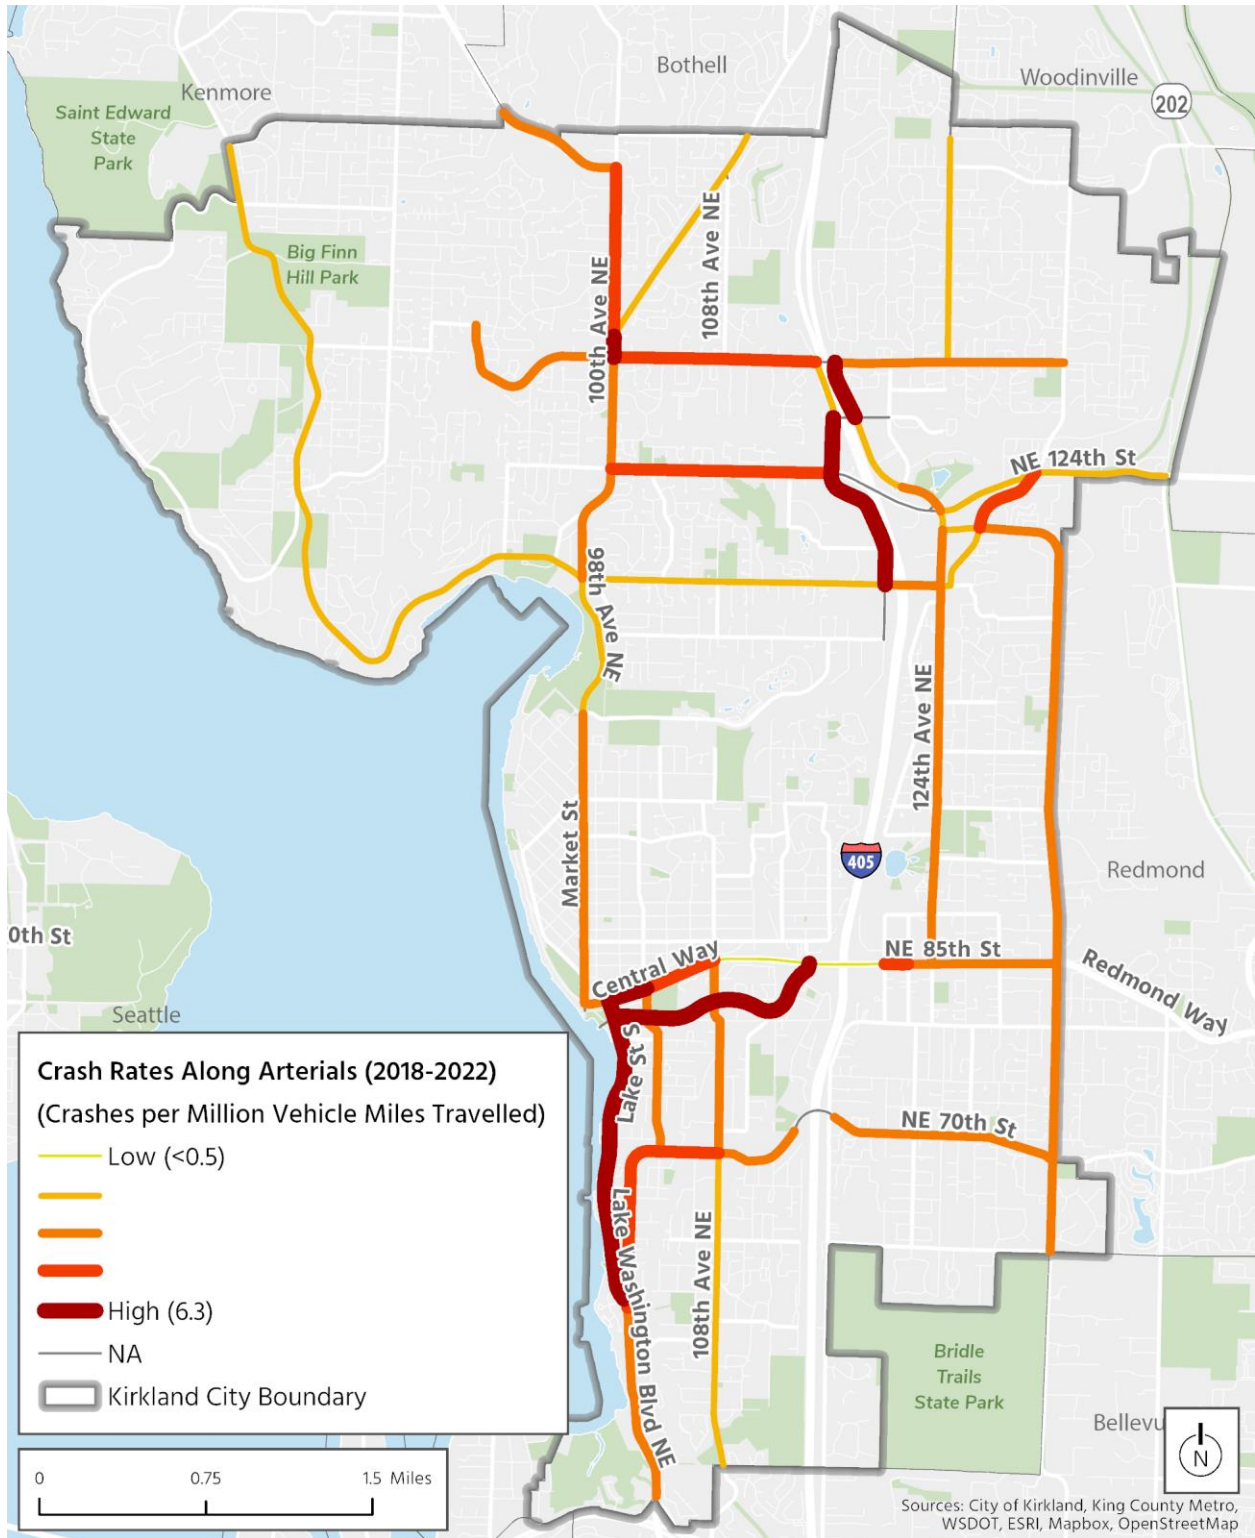 Bothell
Woodinville
Kenmore
202
Saint Edward
State
Park
Big Finn
Hill Park
108th Ave NE
100th Ave NE
NE 124th St
98th Ave NE
124th Ave NE
Market St
405
Redmond
0th St
NE 85th St
Central Way
Redmond Way
Seattle
Lake St S
NE 70th St
Lake Washington Blvd NE
108th Ave NE
Bridle
Trails
State Park
Bellevu
Crash Rates Along Arterials (2018-2022)
(Crashes per Million Vehicle Miles Travelled)
Low (<0.5)
High (6.3)
NA
Kirkland City Boundary
0 0.75 1.5 Miles
N
Sources: City of Kirkland, King County Metro,
WSDOT, ESRI, Mapbox, OpenStreetMap